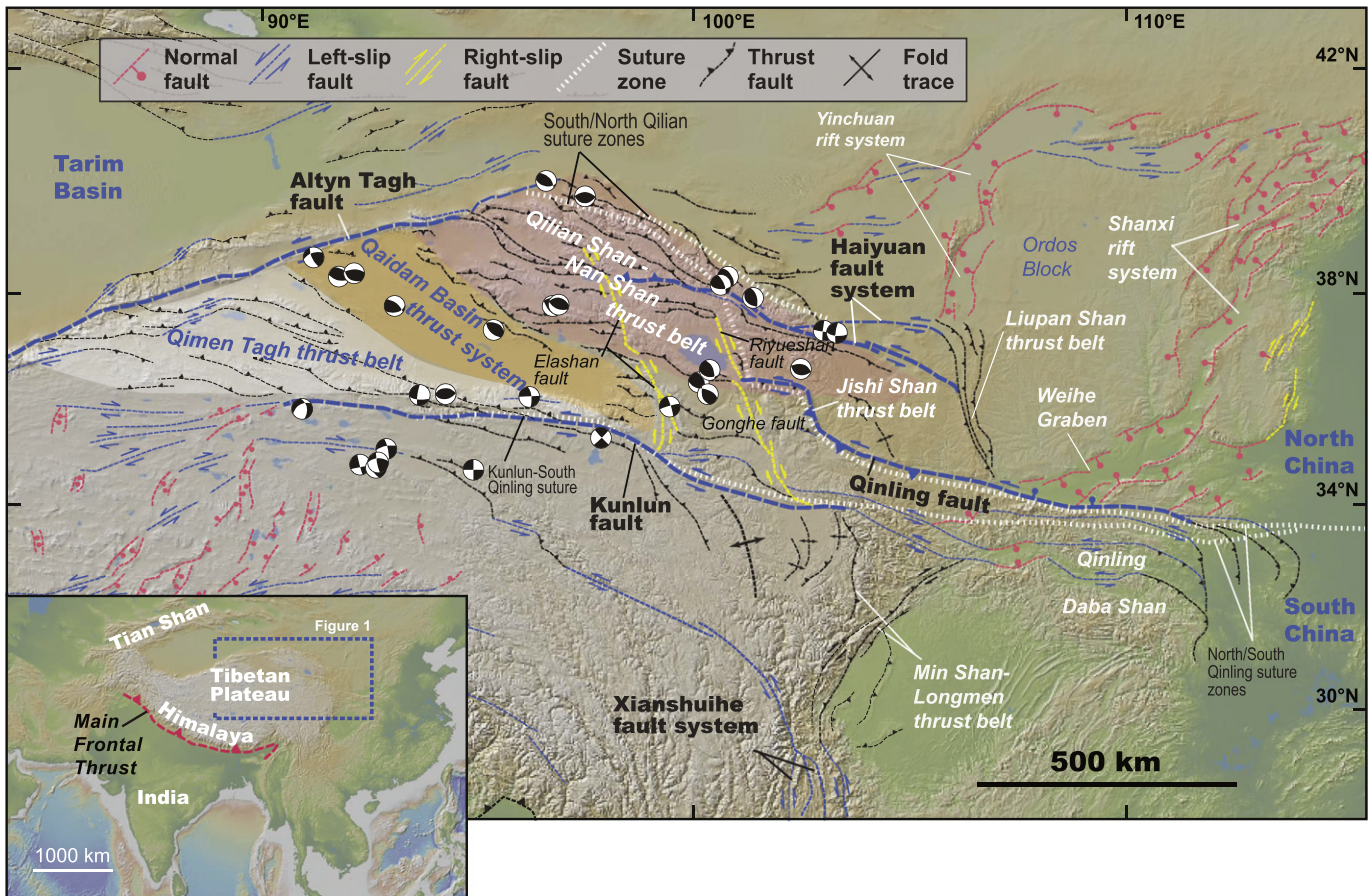 90°E
100°E
110°E
42°N
Normal
fault
Left-slip
fault
Right-slip
fault
Suture
zone
Thrust
fault
Fold
trace
South/North Qilian
suture zones
Yinchuan
rift system
Tarim
Basin
Altyn Tagh
fault
Qilian Shan -
Nan Shan
thrust belt
Qaidam Basin
thrust system
Haiyuan
fault
system
Ordos
Block
Shanxi
rift
system
38°N
Qimen Tagh thrust belt
Elashan
fault
Riyueshan
fault
Liupan Shan
thrust belt
Jishi Shan
thrust belt
Weihe
Graben
Gonghe fault
North
China
34°N
Kunlun-South
Qinling suture
Kunlun
fault
Qinling fault
Qinling
Daba Shan
South
China
North/South
Qinling suture
zones
Min Shan-
Longmen
thrust belt
Xianshuihe
fault system
30°N
500 km
Tian Shan
Figure 1
Tibetan
Plateau
Himalaya
Main
Frontal
Thrust
India
1000 km